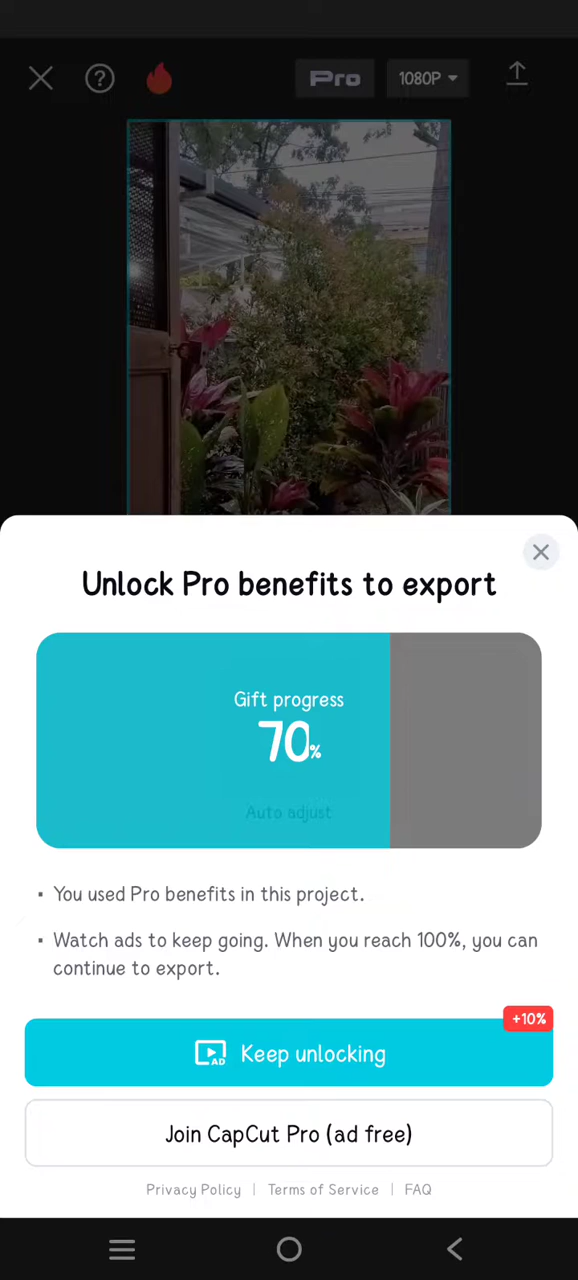 Pro
1080P
Unlock Pro benefits to export
Gift progress
70%
Auto adjust
▪ You used Pro benefits in this project.
▪ Watch ads to keep going. When you reach 100%, you can
continue to export.
+10%
AD Keep unlocking
Join CapCut Pro (ad free)
Privacy Policy | Terms of Service | FAQ